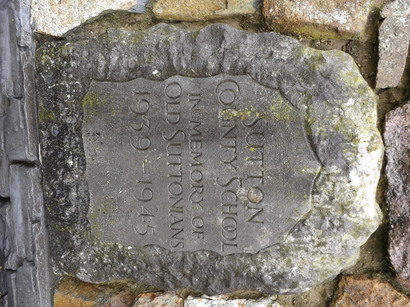 SUTTON
COUNTY SCHOOL
IN MEMORY OF
OLD SUTTONIANS
1939 - 1945